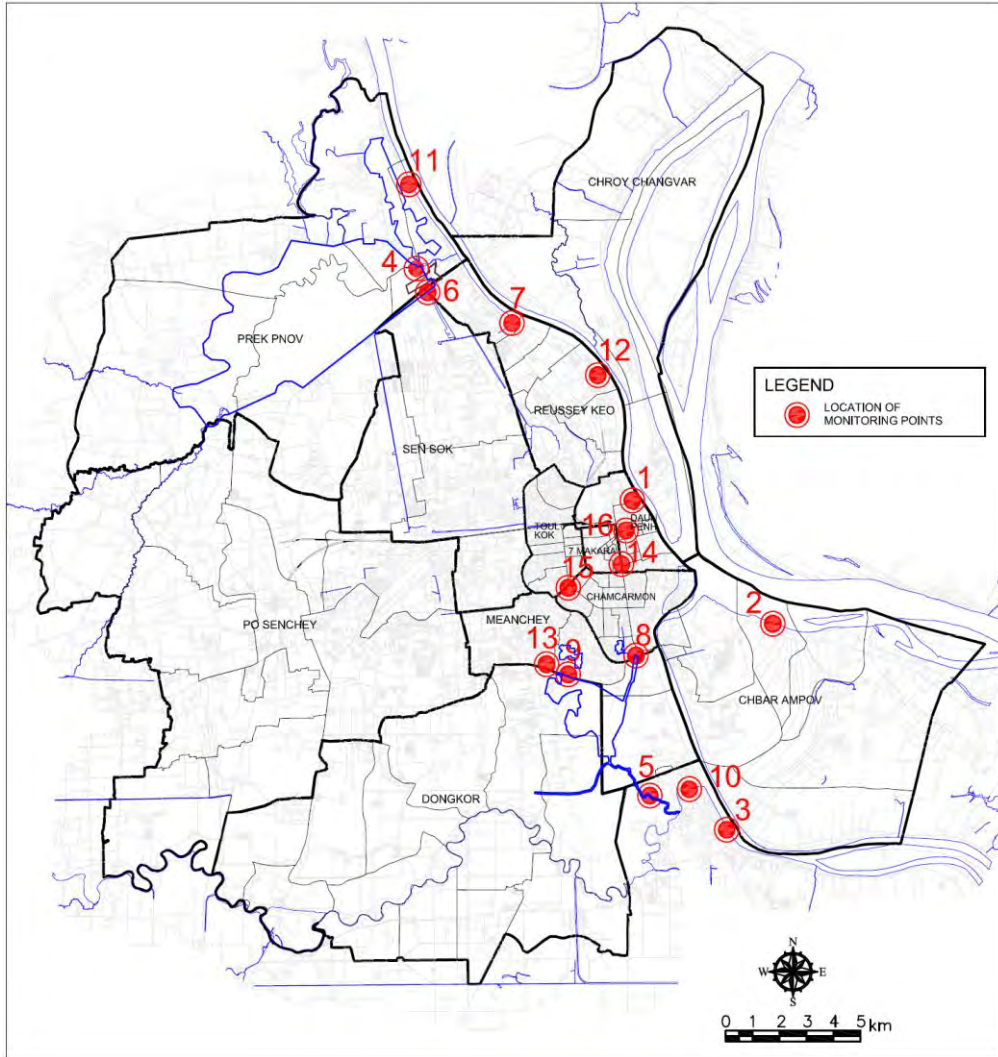 11
CHROY CHANGVAR
4
6
7
PREK PNOV
12
LEGEND
LOCATION OF
MONITORING POINTS
REUSSEY KEO
SEN SOK
1
16
DAUN
PENH
TOUL
KOK
7 MAKARA
14
15
CHAMCARMON
MEANCHEY
2
PO SENCHEY
13
9
8
CHBAR AMPOV
5
10
DONGKOR
3
N
W
E
S
0 1 2 3 4 5 km